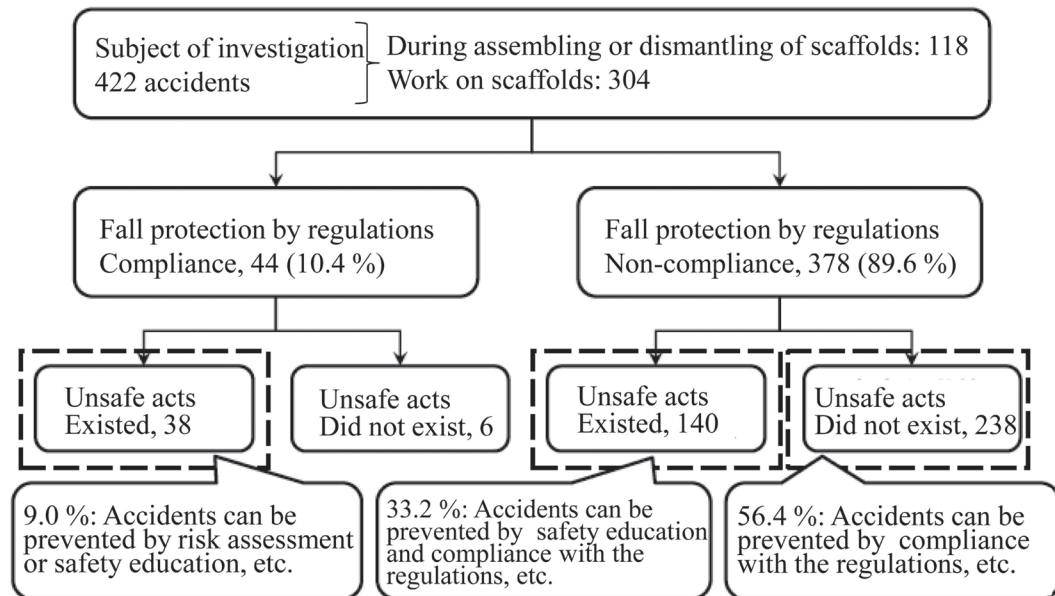 Subject of investigation
422 accidents
During assembling or dismantling of scaffolds: 118
Work on scaffolds: 304
Fall protection by regulations
Compliance, 44 (10.4 %)
Fall protection by regulations
Non-compliance, 378 (89.6 %)
Unsafe acts
Existed, 38
Unsafe acts
Did not exist, 6
Unsafe acts
Existed, 140
Unsafe acts
Did not exist, 238
9.0 %: Accidents can be
prevented by risk assessment
or safety education, etc.
33.2 %: Accidents can be
prevented by safety education
and compliance with the
regulations, etc.
56.4 %: Accidents can be
prevented by compliance
with the regulations, etc.